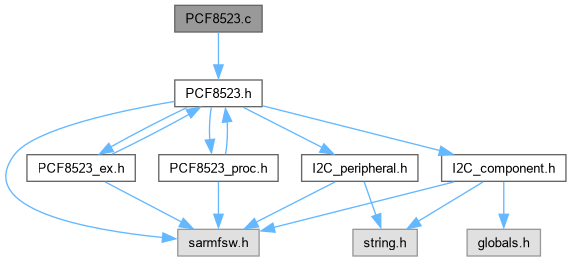 PCF8523.c
PCF8523.h
PCF8523_ex.h
PCF8523_proc.h
I2C_peripheral.h
I2C_component.h
sarmfsw.h
string.h
globals.h